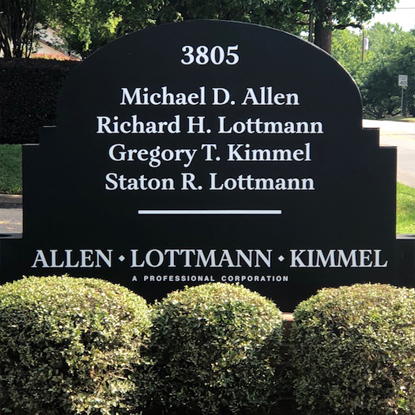 3805
Michael D. Allen
Richard H. Lottmann
Gregory T. Kimmel
Staton R. Lottmann
ALLEN • LOTTMANN • KIMMEL
A PROFESSIONAL CORPORATION